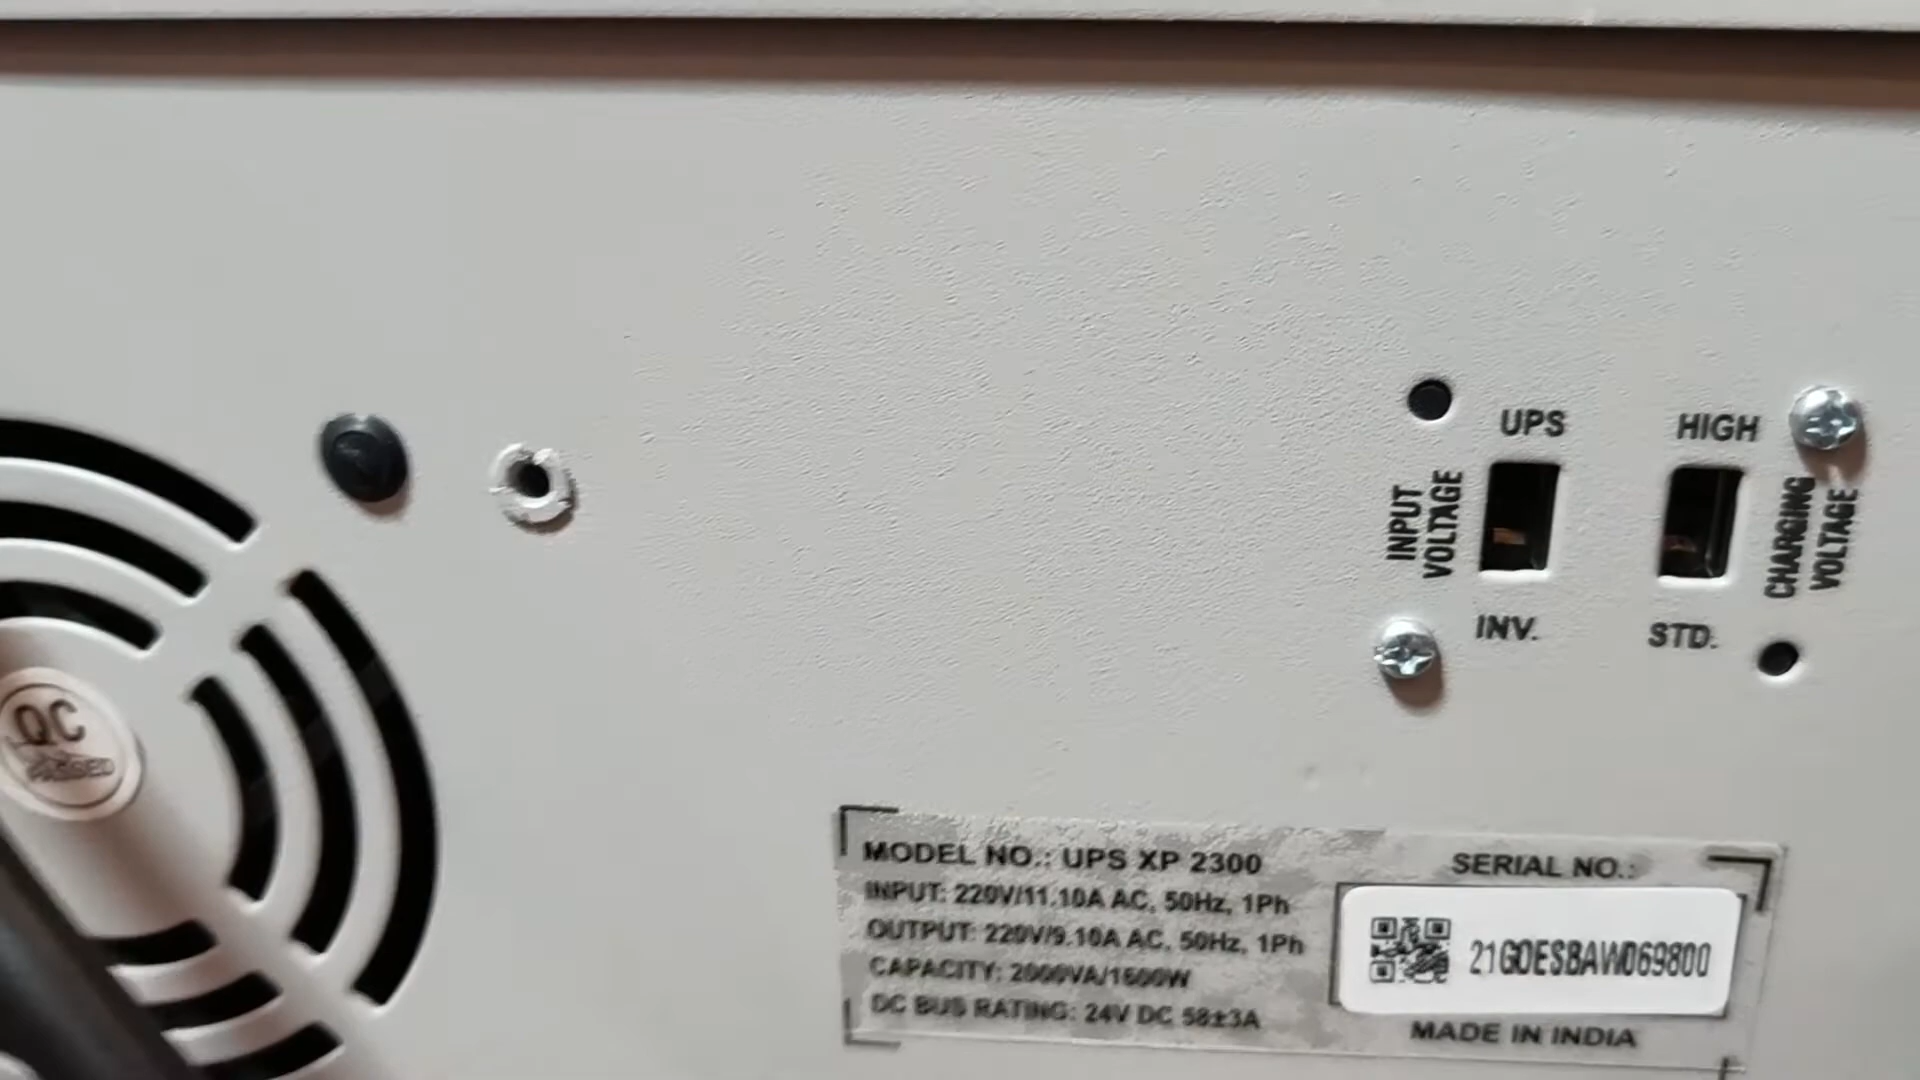 UPS
HIGH
INPUT
VOLTAGE
CHARGING
VOLTAGE
INV.
STD.
QC
PASSED
MODEL NO.: UPS XP 2300
INPUT: 220V/11.10A AC, 50Hz, 1Ph
OUTPUT: 220V/9.10A AC, 50Hz, 1Ph
CAPACITY: 2000VA/1600W
DC BUS RATING: 24V DC 58±3A
SERIAL NO.:
21G0ESBAW069800
MADE IN INDIA